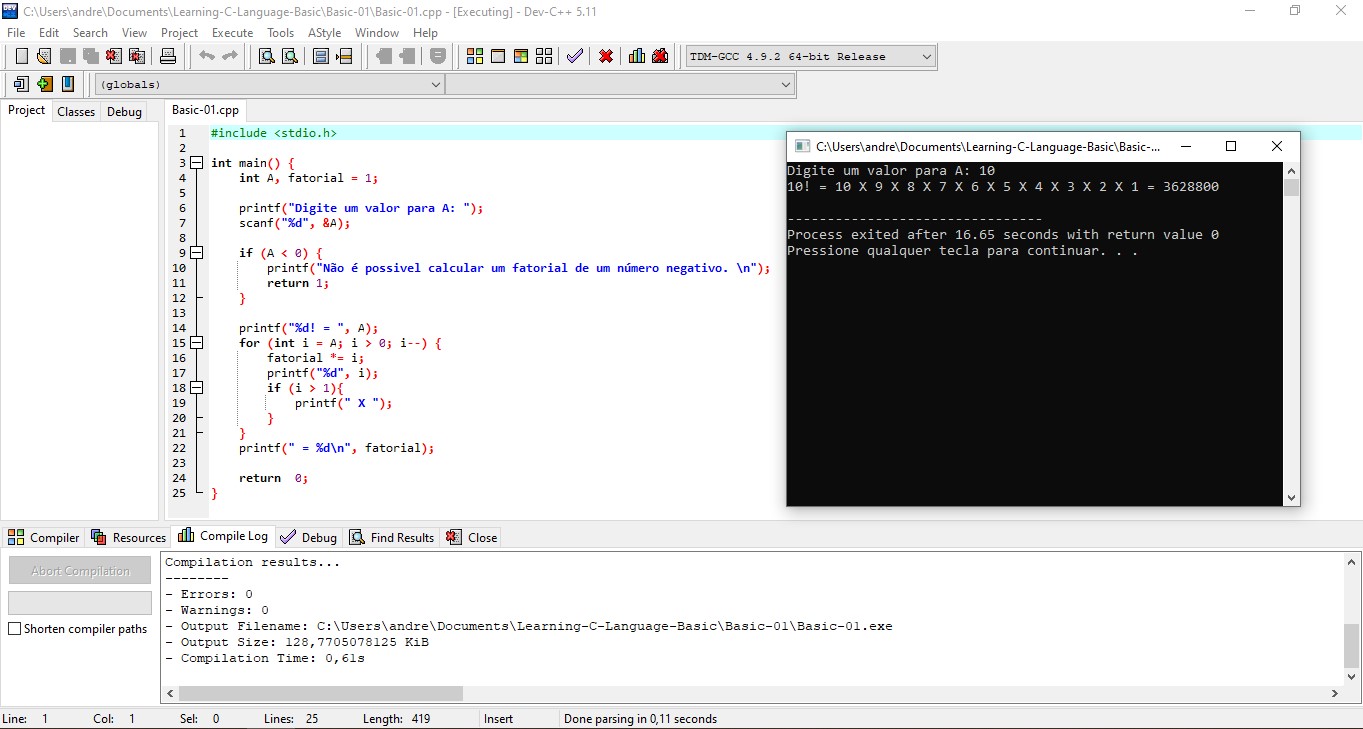 C:\Users\andre\Documents\Learning-C-Language-Basic\Basic-01\Basic-01.cpp - [Executing] - Dev-C++ 5.11
File Edit Search View Project Execute Tools AStyle Window Help
TDM-GCC 4.9.2 64-bit Release
(globals)
Project Classes Debug
Basic-01.cpp
1 #include <stdio.h>
2
3 int main() {
4 int A, fatorial = 1;
5
6 printf("Digite um valor para A: ");
7 scanf("%d", &A);
8
9 if (A < 0) {
10 printf("Não é possivel calcular um fatorial de um número negativo. \n");
11 return 1;
12 }
13
14 printf("%d! = ", A);
15 for (int i = A; i > 0; i--) {
16 fatorial *= i;
17 printf("%d", i);
18 if (i > 1){
19 printf(" X ");
20 }
21 }
22 printf(" = %d\n", fatorial);
23
24 return  0;
25 }
C:\Users\andre\Documents\Learning-C-Language-Basic\Basic-...
Digite um valor para A: 10
10! = 10 X 9 X 8 X 7 X 6 X 5 X 4 X 3 X 2 X 1 = 3628800
--------------------------------
Process exited after 16.65 seconds with return value 0
Pressione qualquer tecla para continuar. . .
Compiler Resources Compile Log Debug Find Results Close
Abort Compilation
Shorten compiler paths
Compilation results...
--------
- Errors: 0
- Warnings: 0
- Output Filename: C:\Users\andre\Documents\Learning-C-Language-Basic\Basic-01\Basic-01.exe
- Output Size: 128,7705078125 KiB
- Compilation Time: 0,61s
Line: 1 Col: 1 Sel: 0 Lines: 25 Length: 419 Insert Done parsing in 0,11 seconds